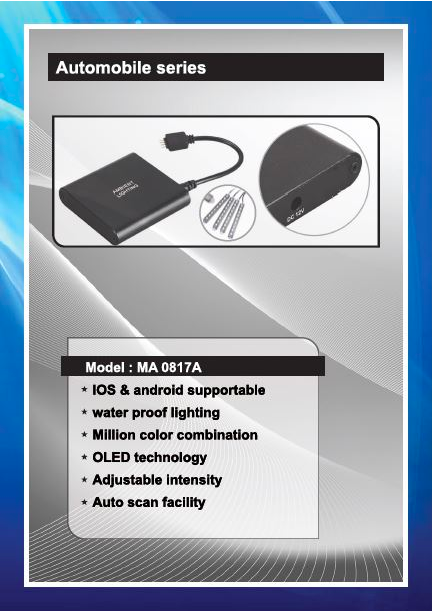 Automobile series
AMBIENT
LIGHTING
DC 12V
Model : MA 0817A
* IOS & android supportable
* water proof lighting
* Million color combination
* OLED technology
* Adjustable intensity
* Auto scan facility